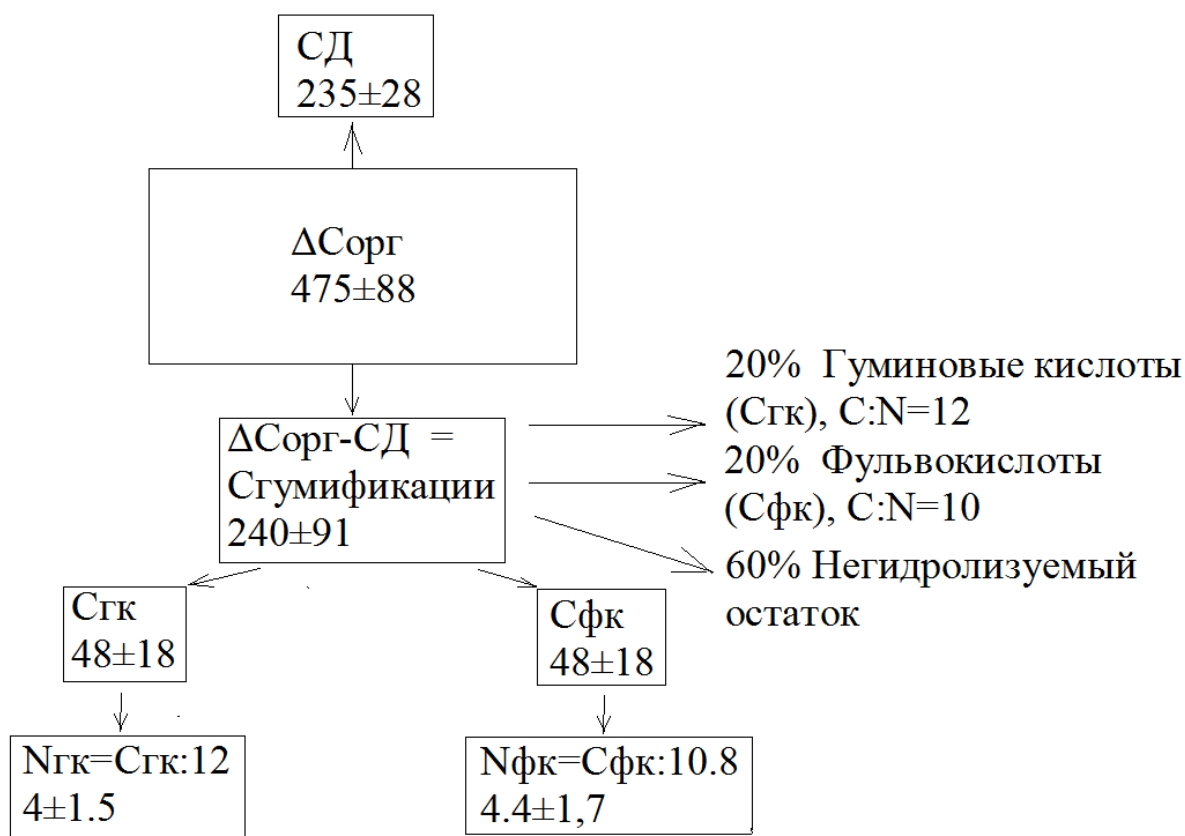 СД
235±28
ΔCорг
475±88
ΔCорг-СД =
Сгумификации
240±91
20% Гуминовые кислоты
(Сгк), C:N=12
20% Фульвокислоты
(Сфк), C:N=10
60% Негидролизуемый
остаток
Сгк
48±18
Сфк
48±18
Nгк=Сгк:12
4±1.5
Nфк=Сфк:10.8
4.4±1,7